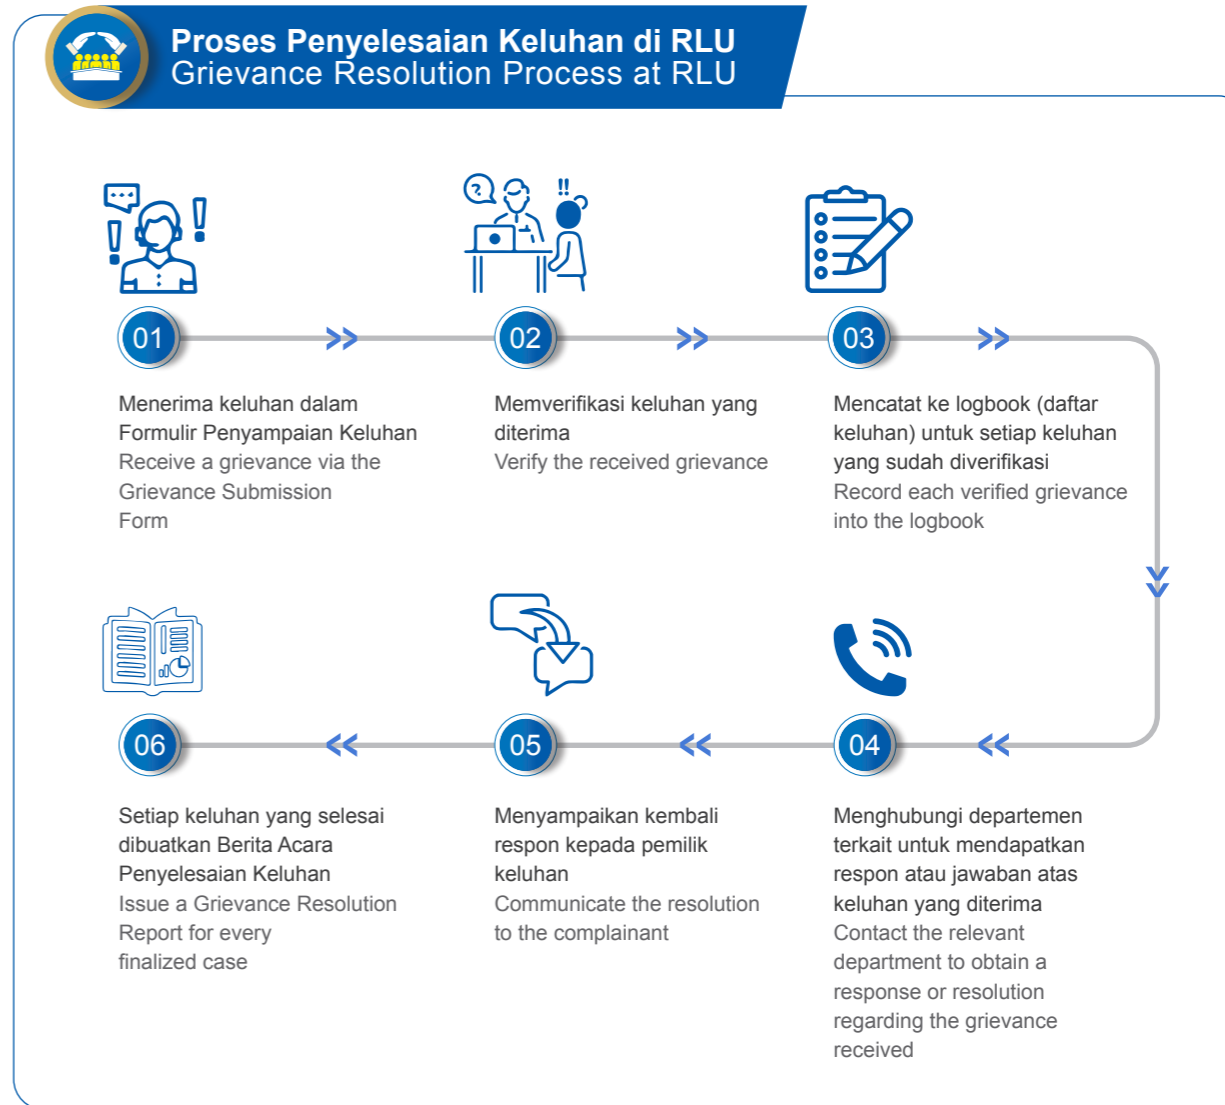 Proses Penyelesaian Keluhan di RLU
Grievance Resolution Process at RLU
01
Menerima keluhan dalam
Formulir Penyampaian Keluhan
Receive a grievance via the
Grievance Submission
Form
02
Memverifikasi keluhan yang
diterima
Verify the received grievance
03
Mencatat ke logbook (daftar
keluhan) untuk setiap keluhan
yang sudah diverifikasi
Record each verified grievance
into the logbook
04
Menghubungi departemen
terkait untuk mendapatkan
respon atau jawaban atas
keluhan yang diterima
Contact the relevant
department to obtain a
response or resolution
regarding the grievance
received
05
Menyampaikan kembali
respon kepada pemilik
keluhan
Communicate the resolution
to the complainant
06
Setiap keluhan yang selesai
dibuatkan Berita Acara
Penyelesaian Keluhan
Issue a Grievance Resolution
Report for every
finalized case